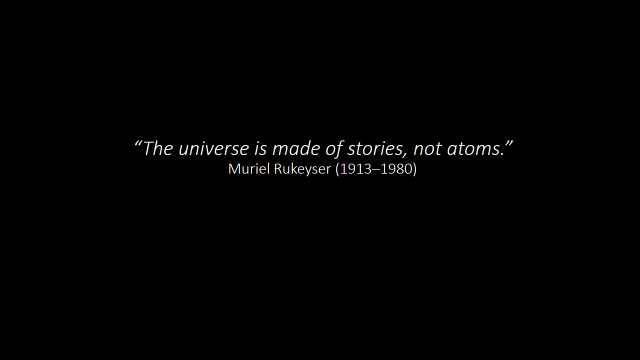 “The universe is made of stories, not atoms.”
Muriel Rukeyser (1913–1980)